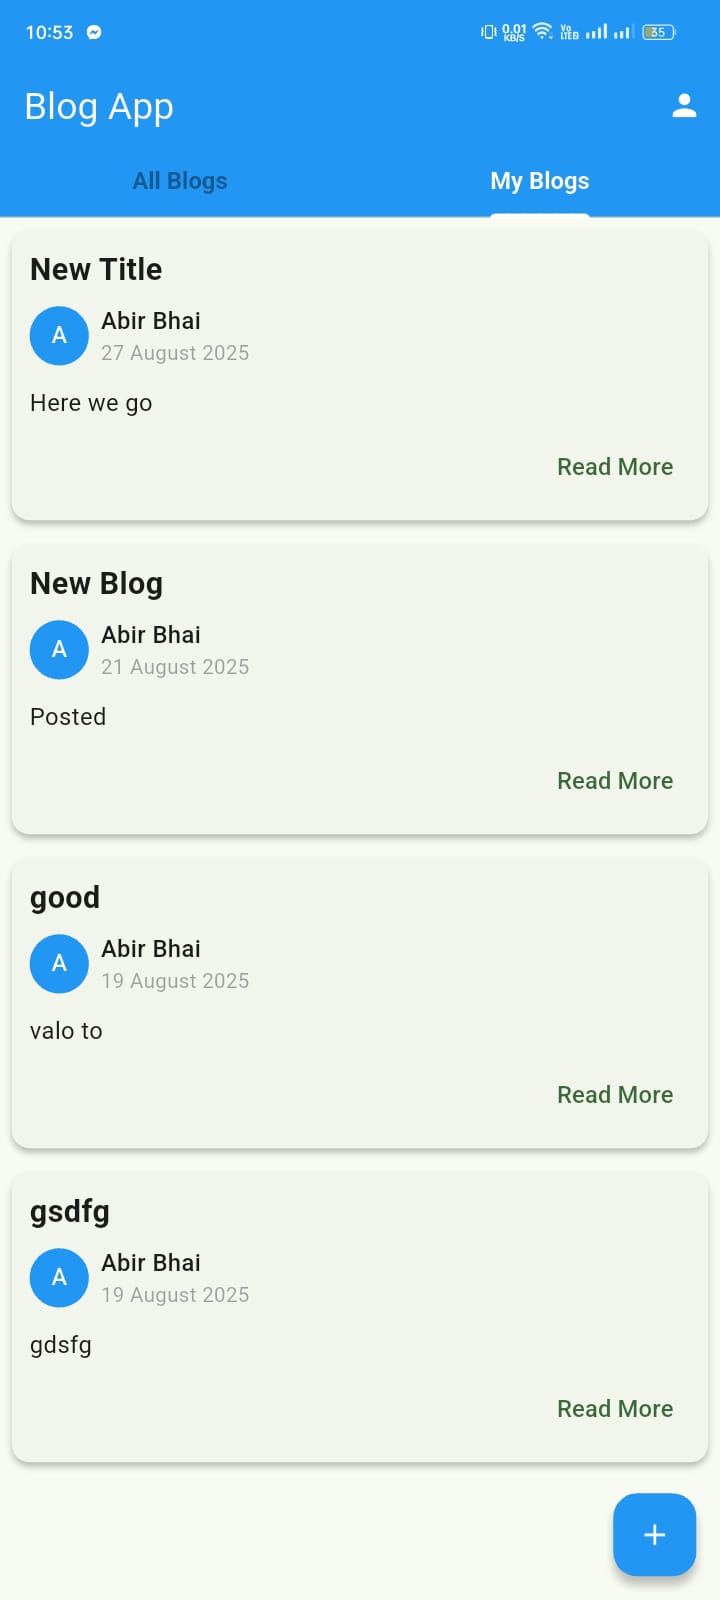 10:53 0.01 KB/S Vo LTE 2 35
Blog App
All Blogs My Blogs
New Title
A Abir Bhai
27 August 2025
Here we go
Read More
New Blog
A Abir Bhai
21 August 2025
Posted
Read More
good
A Abir Bhai
19 August 2025
valo to
Read More
gsdfg
A Abir Bhai
19 August 2025
gdsfg
Read More
+